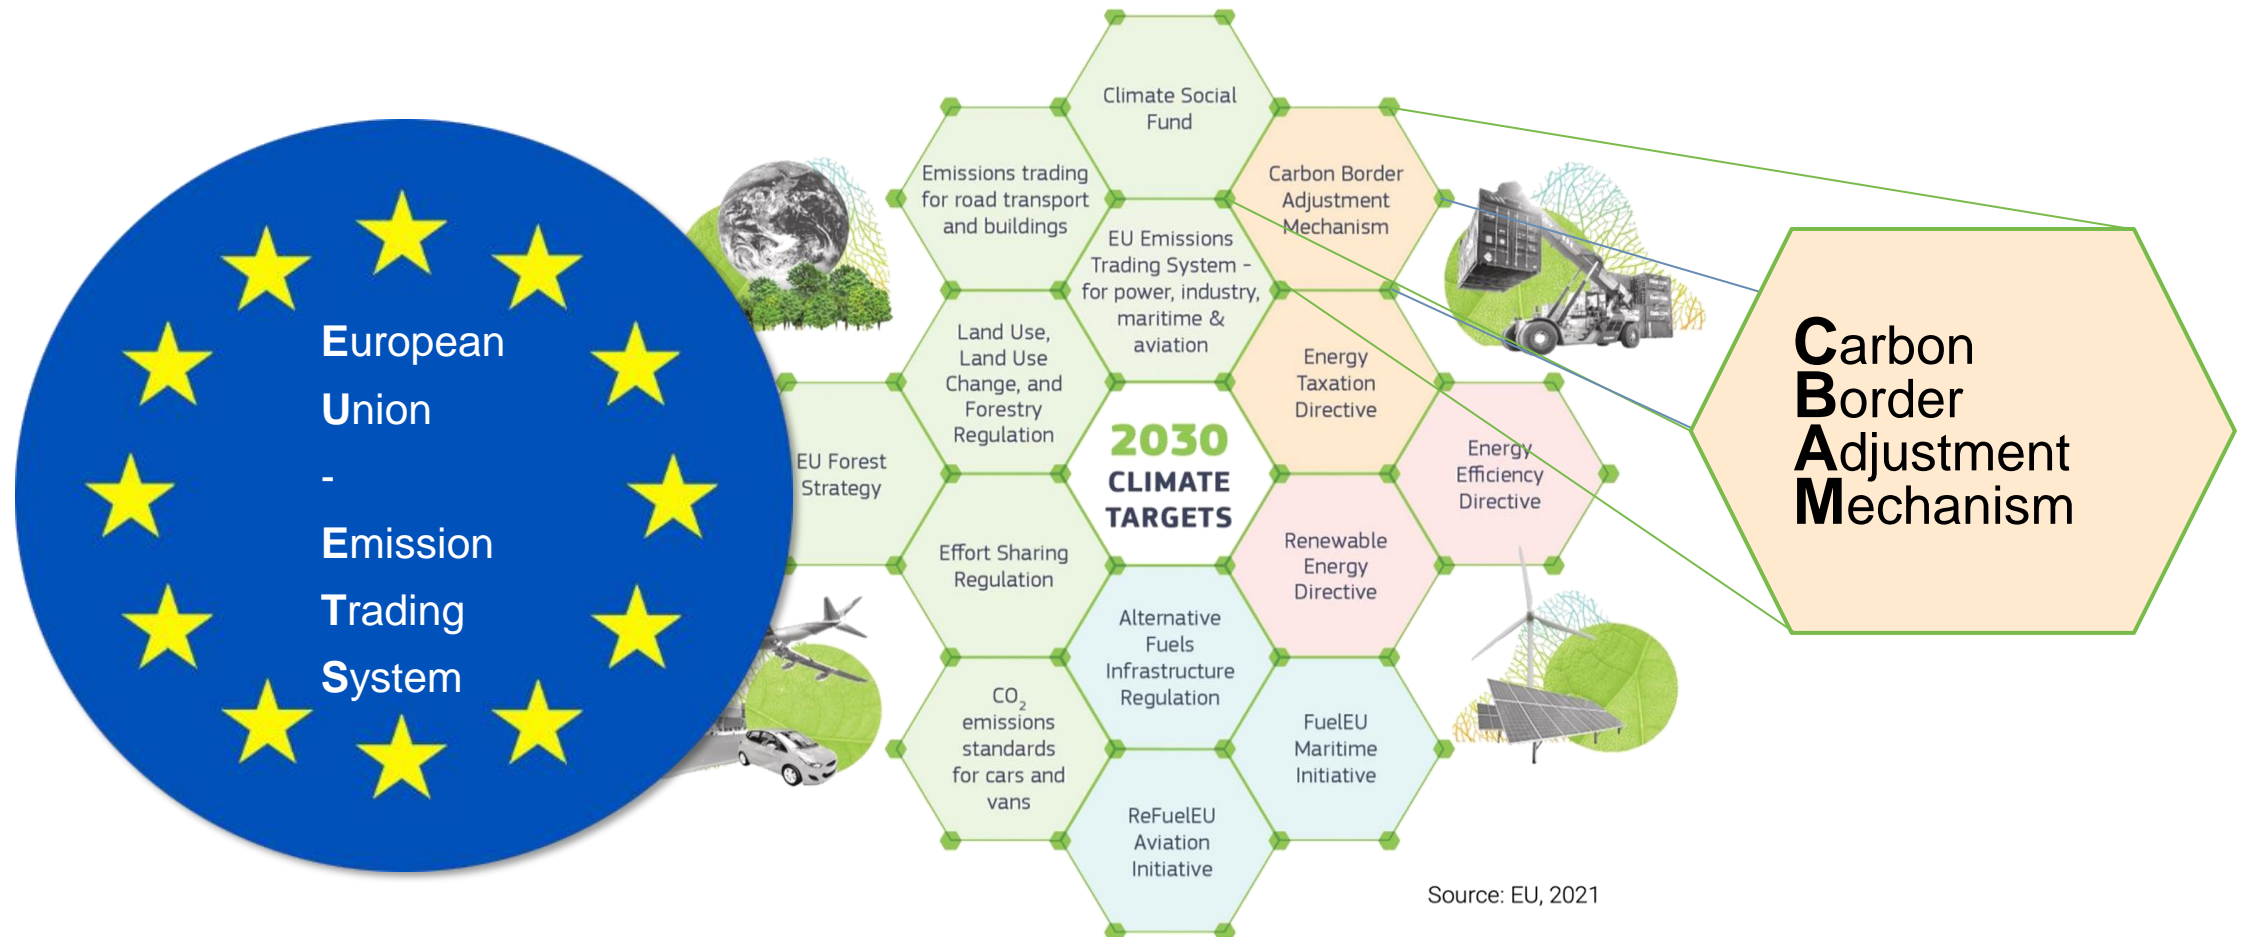 European
Union
-
Emission
Trading
System
Climate Social
Fund
Emissions trading
for road transport
and buildings
Carbon Border
Adjustment
Mechanism
EU Emissions
Trading System -
for power, industry,
maritime &
aviation
Land Use,
Land Use
Change, and
Forestry
Regulation
Energy
Taxation
Directive
EU Forest
Strategy
2030
CLIMATE
TARGETS
Energy
Efficiency
Directive
Effort Sharing
Regulation
Renewable
Energy
Directive
Alternative
Fuels
Infrastructure
Regulation
CO₂
emissions
standards
for cars and
vans
FuelEU
Maritime
Initiative
ReFuelEU
Aviation
Initiative
Carbon
Border
Adjustment
Mechanism
Source: EU, 2021